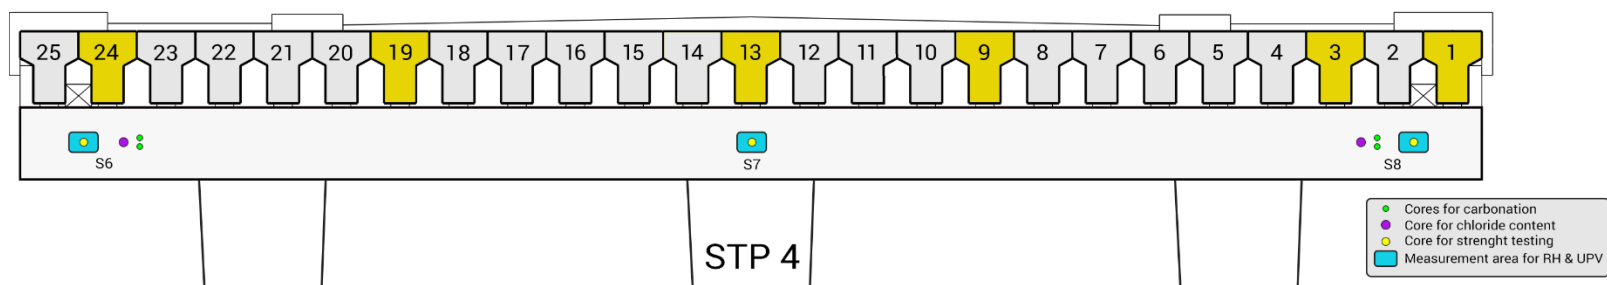 25 24 23 22 21 20 19 18 17 16 15 14 13 12 11 10 9 8 7 6 5 4 3 2 1
S6 S7 S8
STP 4
Cores for carbonation
Core for chloride content
Core for strenght testing
Measurement area for RH & UPV